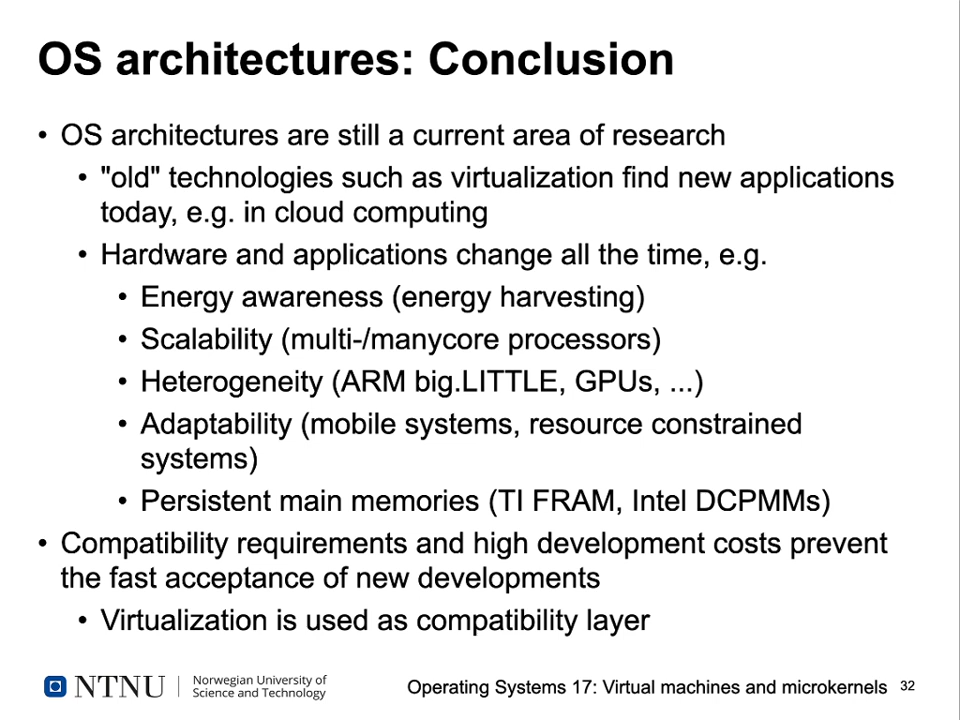 OS architectures: Conclusion
• OS architectures are still a current area of research
• "old" technologies such as virtualization find new applications
today, e.g. in cloud computing
• Hardware and applications change all the time, e.g.
• Energy awareness (energy harvesting)
• Scalability (multi-/manycore processors)
• Heterogeneity (ARM big.LITTLE, GPUs, ...)
• Adaptability (mobile systems, resource constrained
systems)
• Persistent main memories (TI FRAM, Intel DCPMMs)
• Compatibility requirements and high development costs prevent
the fast acceptance of new developments
• Virtualization is used as compatibility layer
NTNU
Norwegian University of
Science and Technology
Operating Systems 17: Virtual machines and microkernels
32